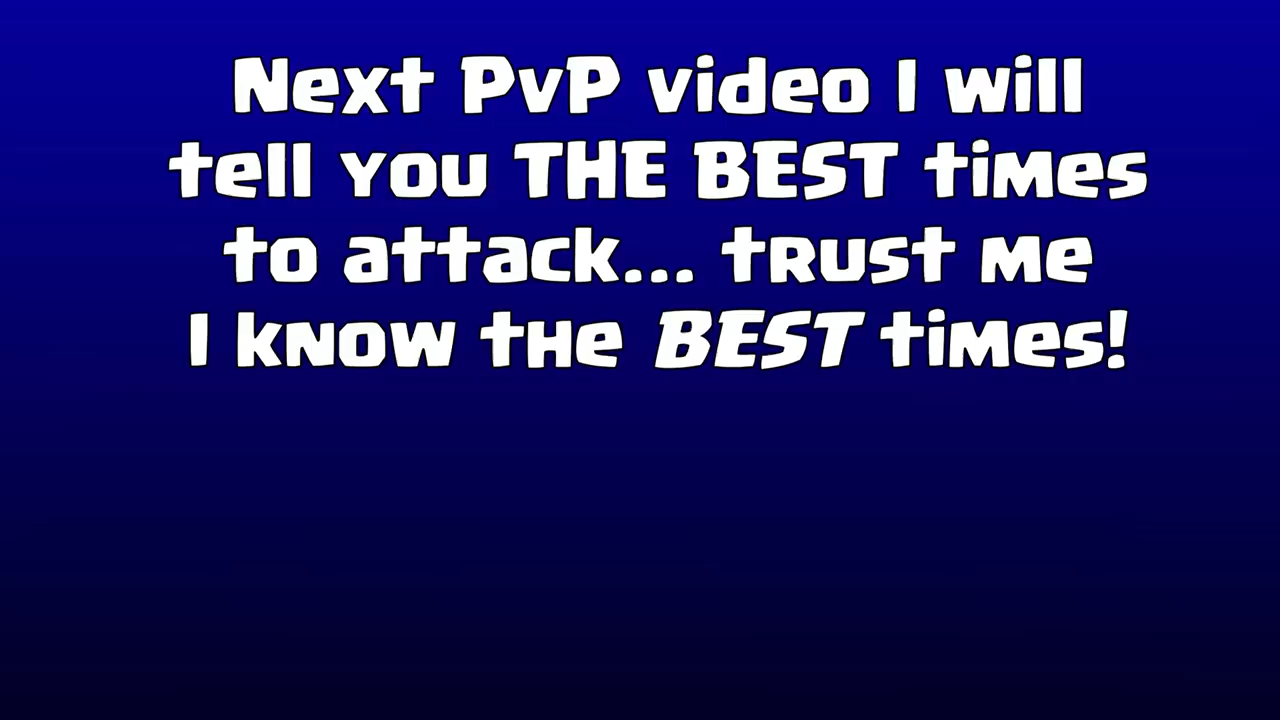 Next PvP video I will
tell you THE BEST times
to attack... trust me
I know the BEST times!